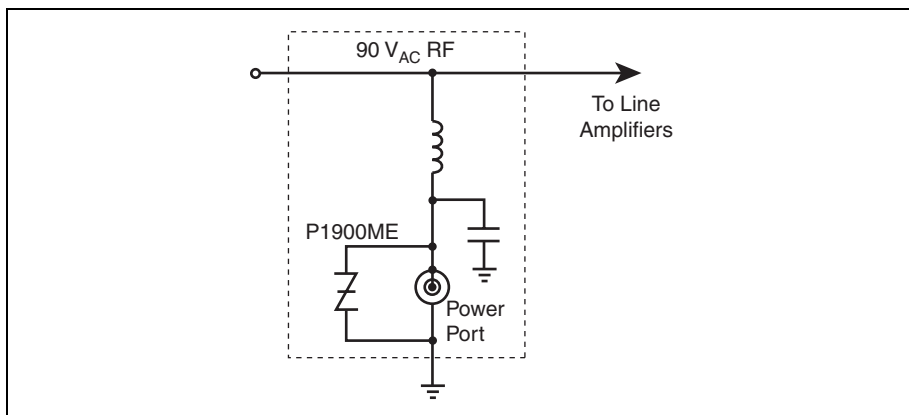 90 VAC RF
To Line
Amplifiers
P1900ME
Power
Port